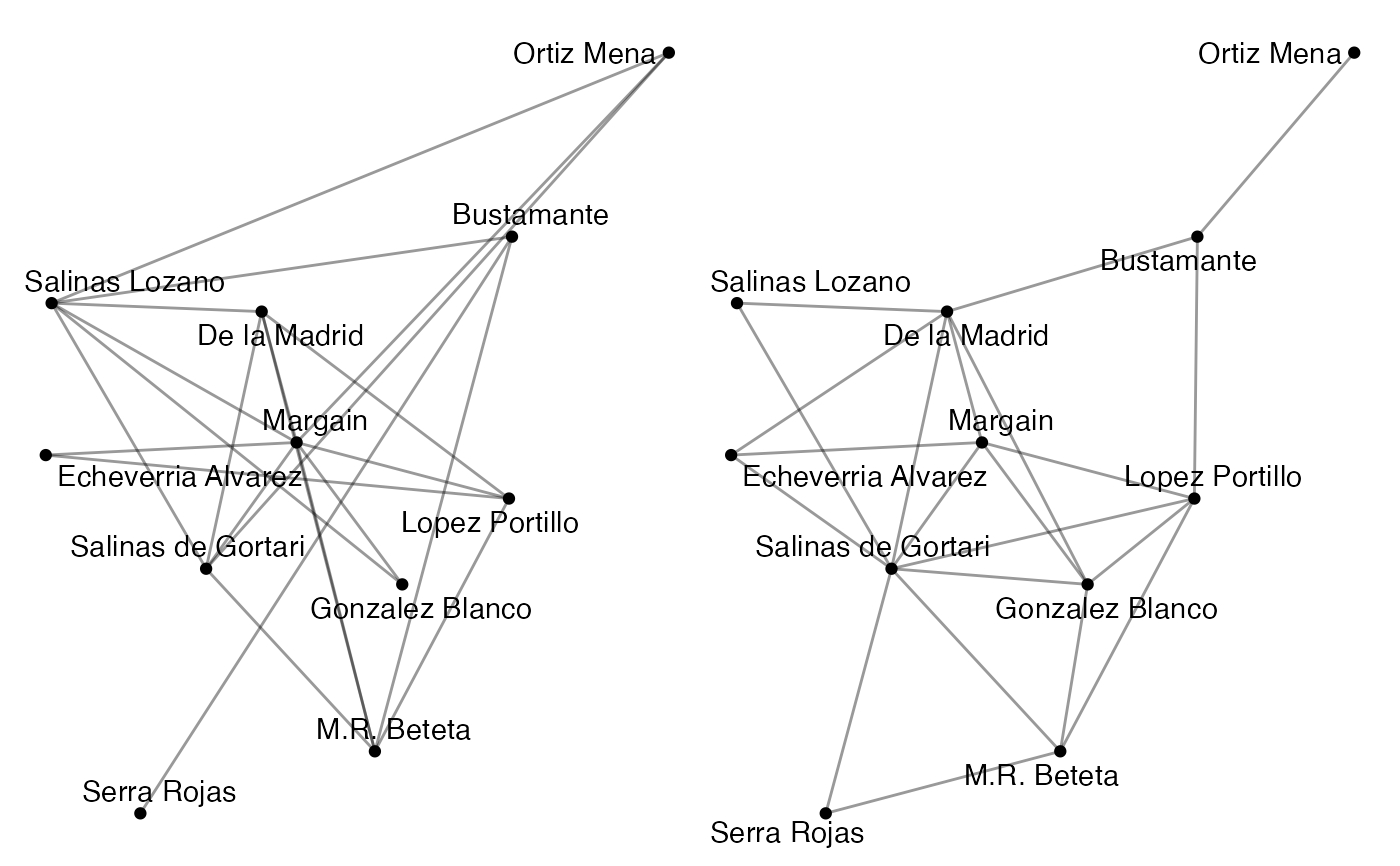 Ortiz Mena
Bustamante
Salinas Lozano
De la Madrid
Margain
Echeverria Alvarez
Lopez Portillo
Salinas de Gortari
Gonzalez Blanco
M.R. Beteta
Serra Rojas
Ortiz Mena
Bustamante
Salinas Lozano
De la Madrid
Margain
Echeverria Alvarez
Lopez Portillo
Salinas de Gortari
Gonzalez Blanco
M.R. Beteta
Serra Rojas